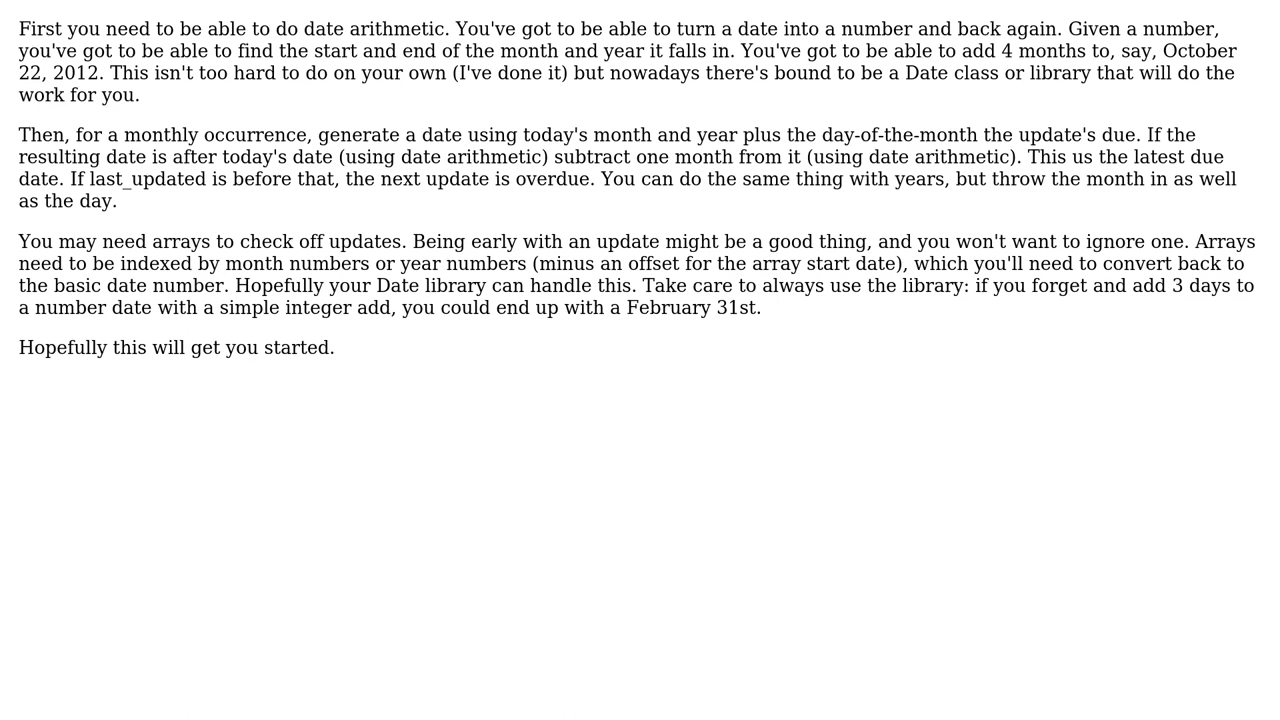 First you need to be able to do date arithmetic. You've got to be able to turn a date into a number and back again. Given a number,
you've got to be able to find the start and end of the month and year it falls in. You've got to be able to add 4 months to, say, October
22, 2012. This isn't too hard to do on your own (I've done it) but nowadays there's bound to be a Date class or library that will do the
work for you.
Then, for a monthly occurrence, generate a date using today's month and year plus the day-of-the-month the update's due. If the
resulting date is after today's date (using date arithmetic) subtract one month from it (using date arithmetic). This us the latest due
date. If last_updated is before that, the next update is overdue. You can do the same thing with years, but throw the month in as well
as the day.
You may need arrays to check off updates. Being early with an update might be a good thing, and you won't want to ignore one. Arrays
need to be indexed by month numbers or year numbers (minus an offset for the array start date), which you'll need to convert back to
the basic date number. Hopefully your Date library can handle this. Take care to always use the library: if you forget and add 3 days to
a number date with a simple integer add, you could end up with a February 31st.
Hopefully this will get you started.